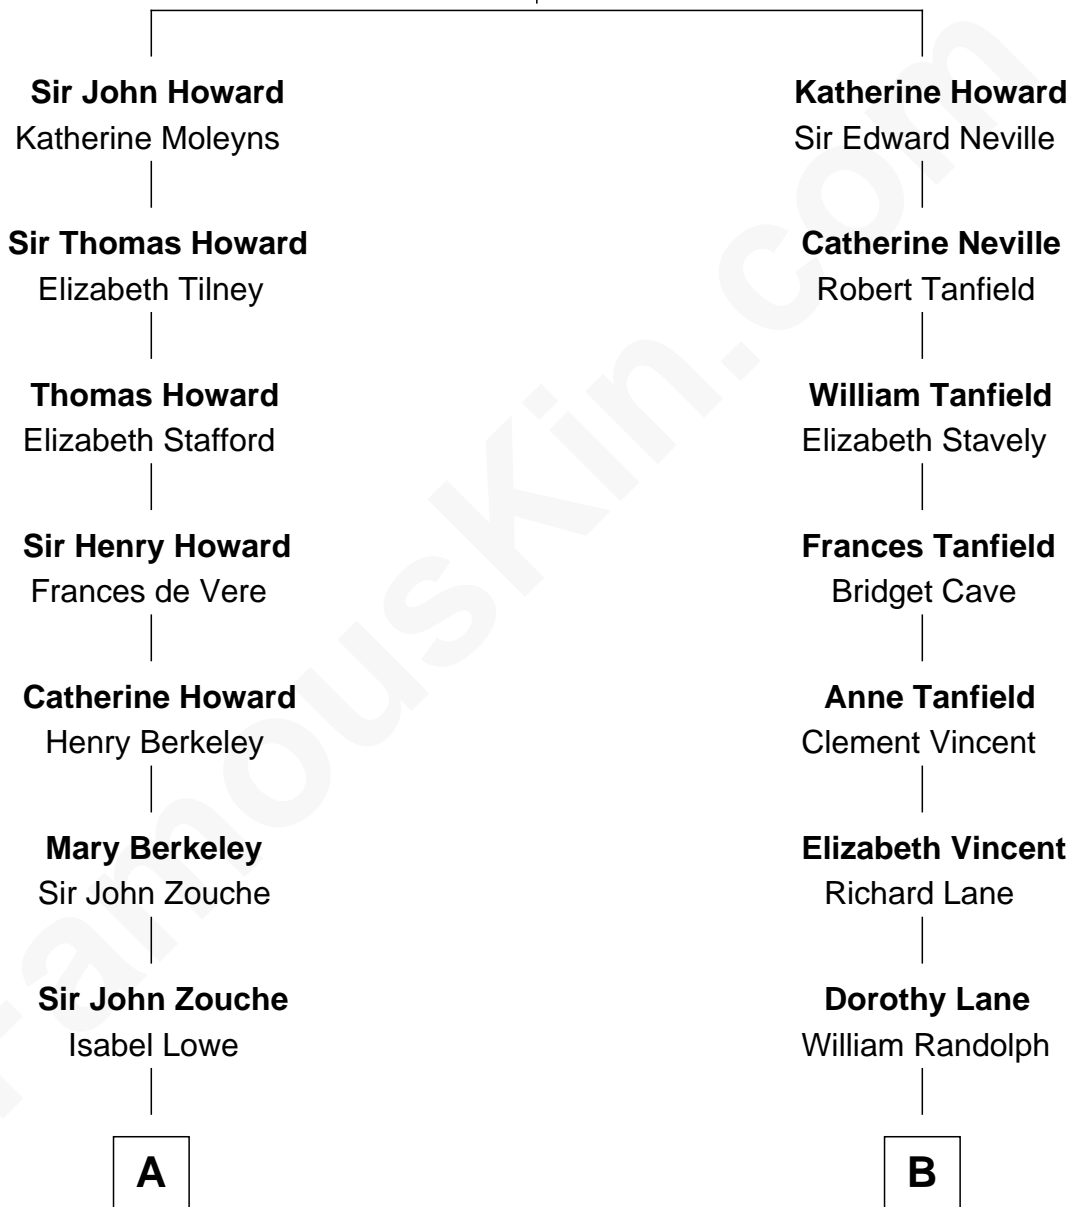 Sir John Howard
Katherine Moleyns
Sir Thomas Howard
Elizabeth Tilney
Thomas Howard
Elizabeth Stafford
Sir Henry Howard
Frances de Vere
Catherine Howard
Henry Berkeley
Mary Berkeley
Sir John Zouche
Sir John Zouche
Isabel Lowe
A
Katherine Howard
Sir Edward Neville
Catherine Neville
Robert Tanfield
William Tanfield
Elizabeth Stavely
Frances Tanfield
Bridget Cave
Anne Tanfield
Clement Vincent
Elizabeth Vincent
Richard Lane
Dorothy Lane
William Randolph
B
FamousKin.com